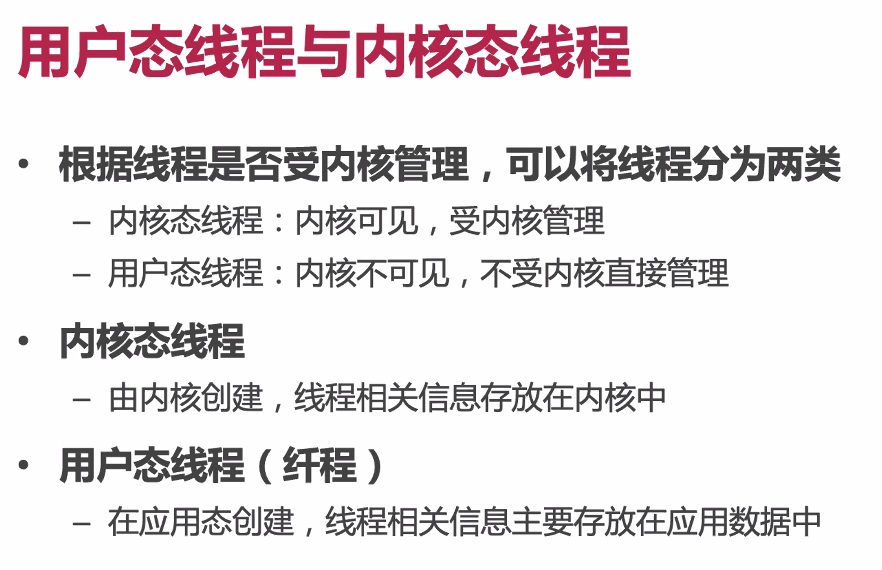 用户态线程与内核态线程
• 根据线程是否受内核管理，可以将线程分为两类
– 内核态线程：内核可见，受内核管理
– 用户态线程：内核不可见，不受内核直接管理
• 内核态线程
– 由内核创建，线程相关信息存放在内核中
• 用户态线程（纤程）
– 在应用态创建，线程相关信息主要存放在应用数据中